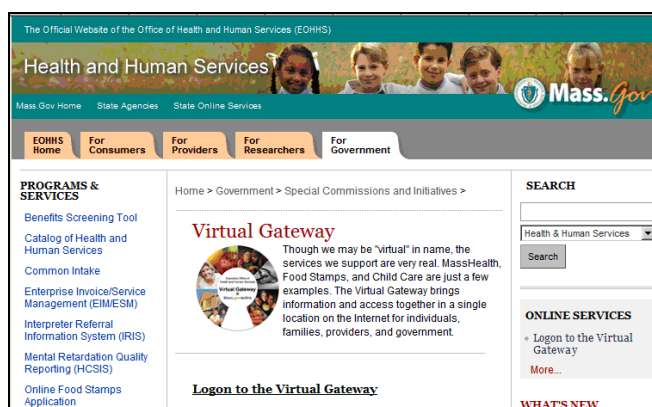 The Official Website of the Office of Health and Human Services (EOHHS)
Health and Human Services
Mass.Gov
Mass.Gov Home State Agencies State Online Services
EOHHS Home
For Consumers
For Providers
For Researchers
For Government
PROGRAMS &
SERVICES
Benefits Screening Tool
Catalog of Health and
Human Services
Common Intake
Enterprise Invoice/Service
Management (EIM/ESM)
Interpreter Referral
Information System (IRIS)
Mental Retardation Quality
Reporting (HCSIS)
Online Food Stamps
Application
Home > Government > Special Commissions and Initiatives >
Virtual Gateway
Virtual Gateway
Though we may be "virtual" in name, the
services we support are very real. MassHealth,
Food Stamps, and Child Care are just a few
examples. The Virtual Gateway brings
information and access together in a single
location on the Internet for individuals,
families, providers, and government.
Logon to the Virtual Gateway
SEARCH
Health & Human Services
Search
ONLINE SERVICES
Logon to the Virtual
Gateway
More...
WHAT'S NEW